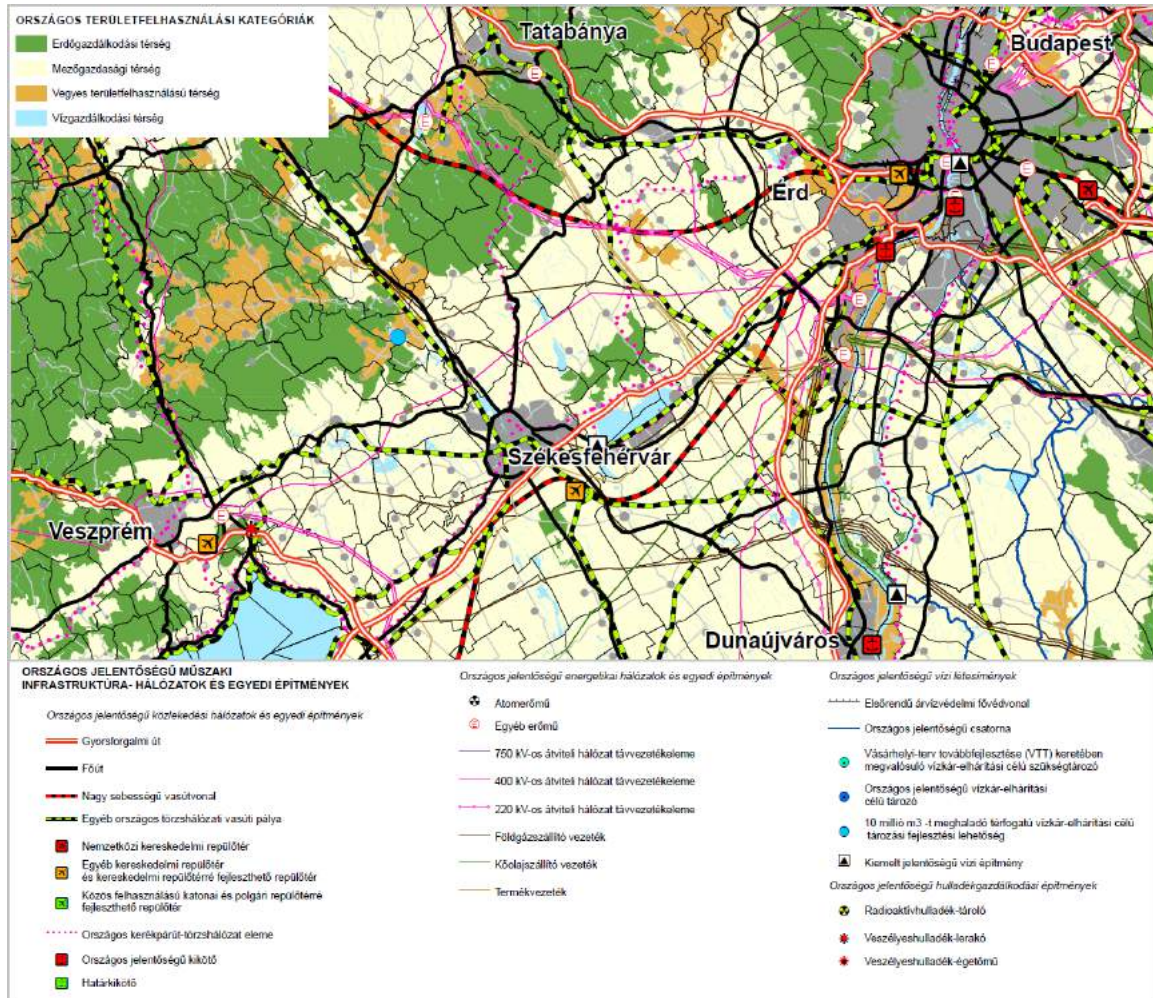 ORSZÁGOS TERÜLETFELHASZNÁLÁSI KATEGÓRIÁK
Erdőgazdálkodási térség
Mezőgazdasági térség
Vegyes területfelhasználású térség
Vízgazdálkodási térség
Tatabánya
Budapest
Érd
Székesfehérvár
Veszprém
Dunaújváros
ORSZÁGOS JELENTŐSÉGŰ MŰSZAKI
INFRASTRUKTÚRA- HÁLÓZATOK ÉS EGYEDI ÉPÍTMÉNYEK
Országos jelentőségű közlekedési hálózatok és egyedi építmények
Gyorsforgalmi út
Főút
Nagy sebességű vasútvonal
Egyéb országos törzshálózati vasúti pálya
Nemzetközi kereskedelmi repülőtér
Egyéb kereskedelmi repülőtér
és kereskedelmi repülőtérré fejleszthető repülőtér
Közös felhasználású katonai és polgári repülőtérré
fejleszthető repülőtér
Országos kerékpárút-törzshálózat eleme
Országos jelentőségű kikötő
Határkikötő
Országos jelentőségű energetikai hálózatok és egyedi építmények
Atomerőmű
Egyéb erőmű
750 kV-os átviteli hálózat távvezetékeleme
400 kV-os átviteli hálózat távvezetékeleme
220 kV-os átviteli hálózat távvezetékeleme
Földgázszállító vezeték
Kőolajszállító vezeték
Termékvezeték
Országos jelentőségű vízi létesítmények
Elsőrendű árvízvédelmi fővédvonal
Országos jelentőségű csatorna
Vásárhelyi-terv továbbfejlesztése (VTT) keretében
megvalósuló vízkár-elhárítási célú szükségtározó
Országos jelentőségű vízkár-elhárítási
célú tározó
10 millió m3 -t meghaladó térfogatú vízkár-elhárítási célú
tározási fejlesztési lehetőség
Kiemelt jelentőségű vízi építmény
Országos jelentőségű hulladékgazdálkodási építmények
Radioaktívhulladék-tároló
Veszélyeshulladék-lerakó
Veszélyeshulladék-égetőmű